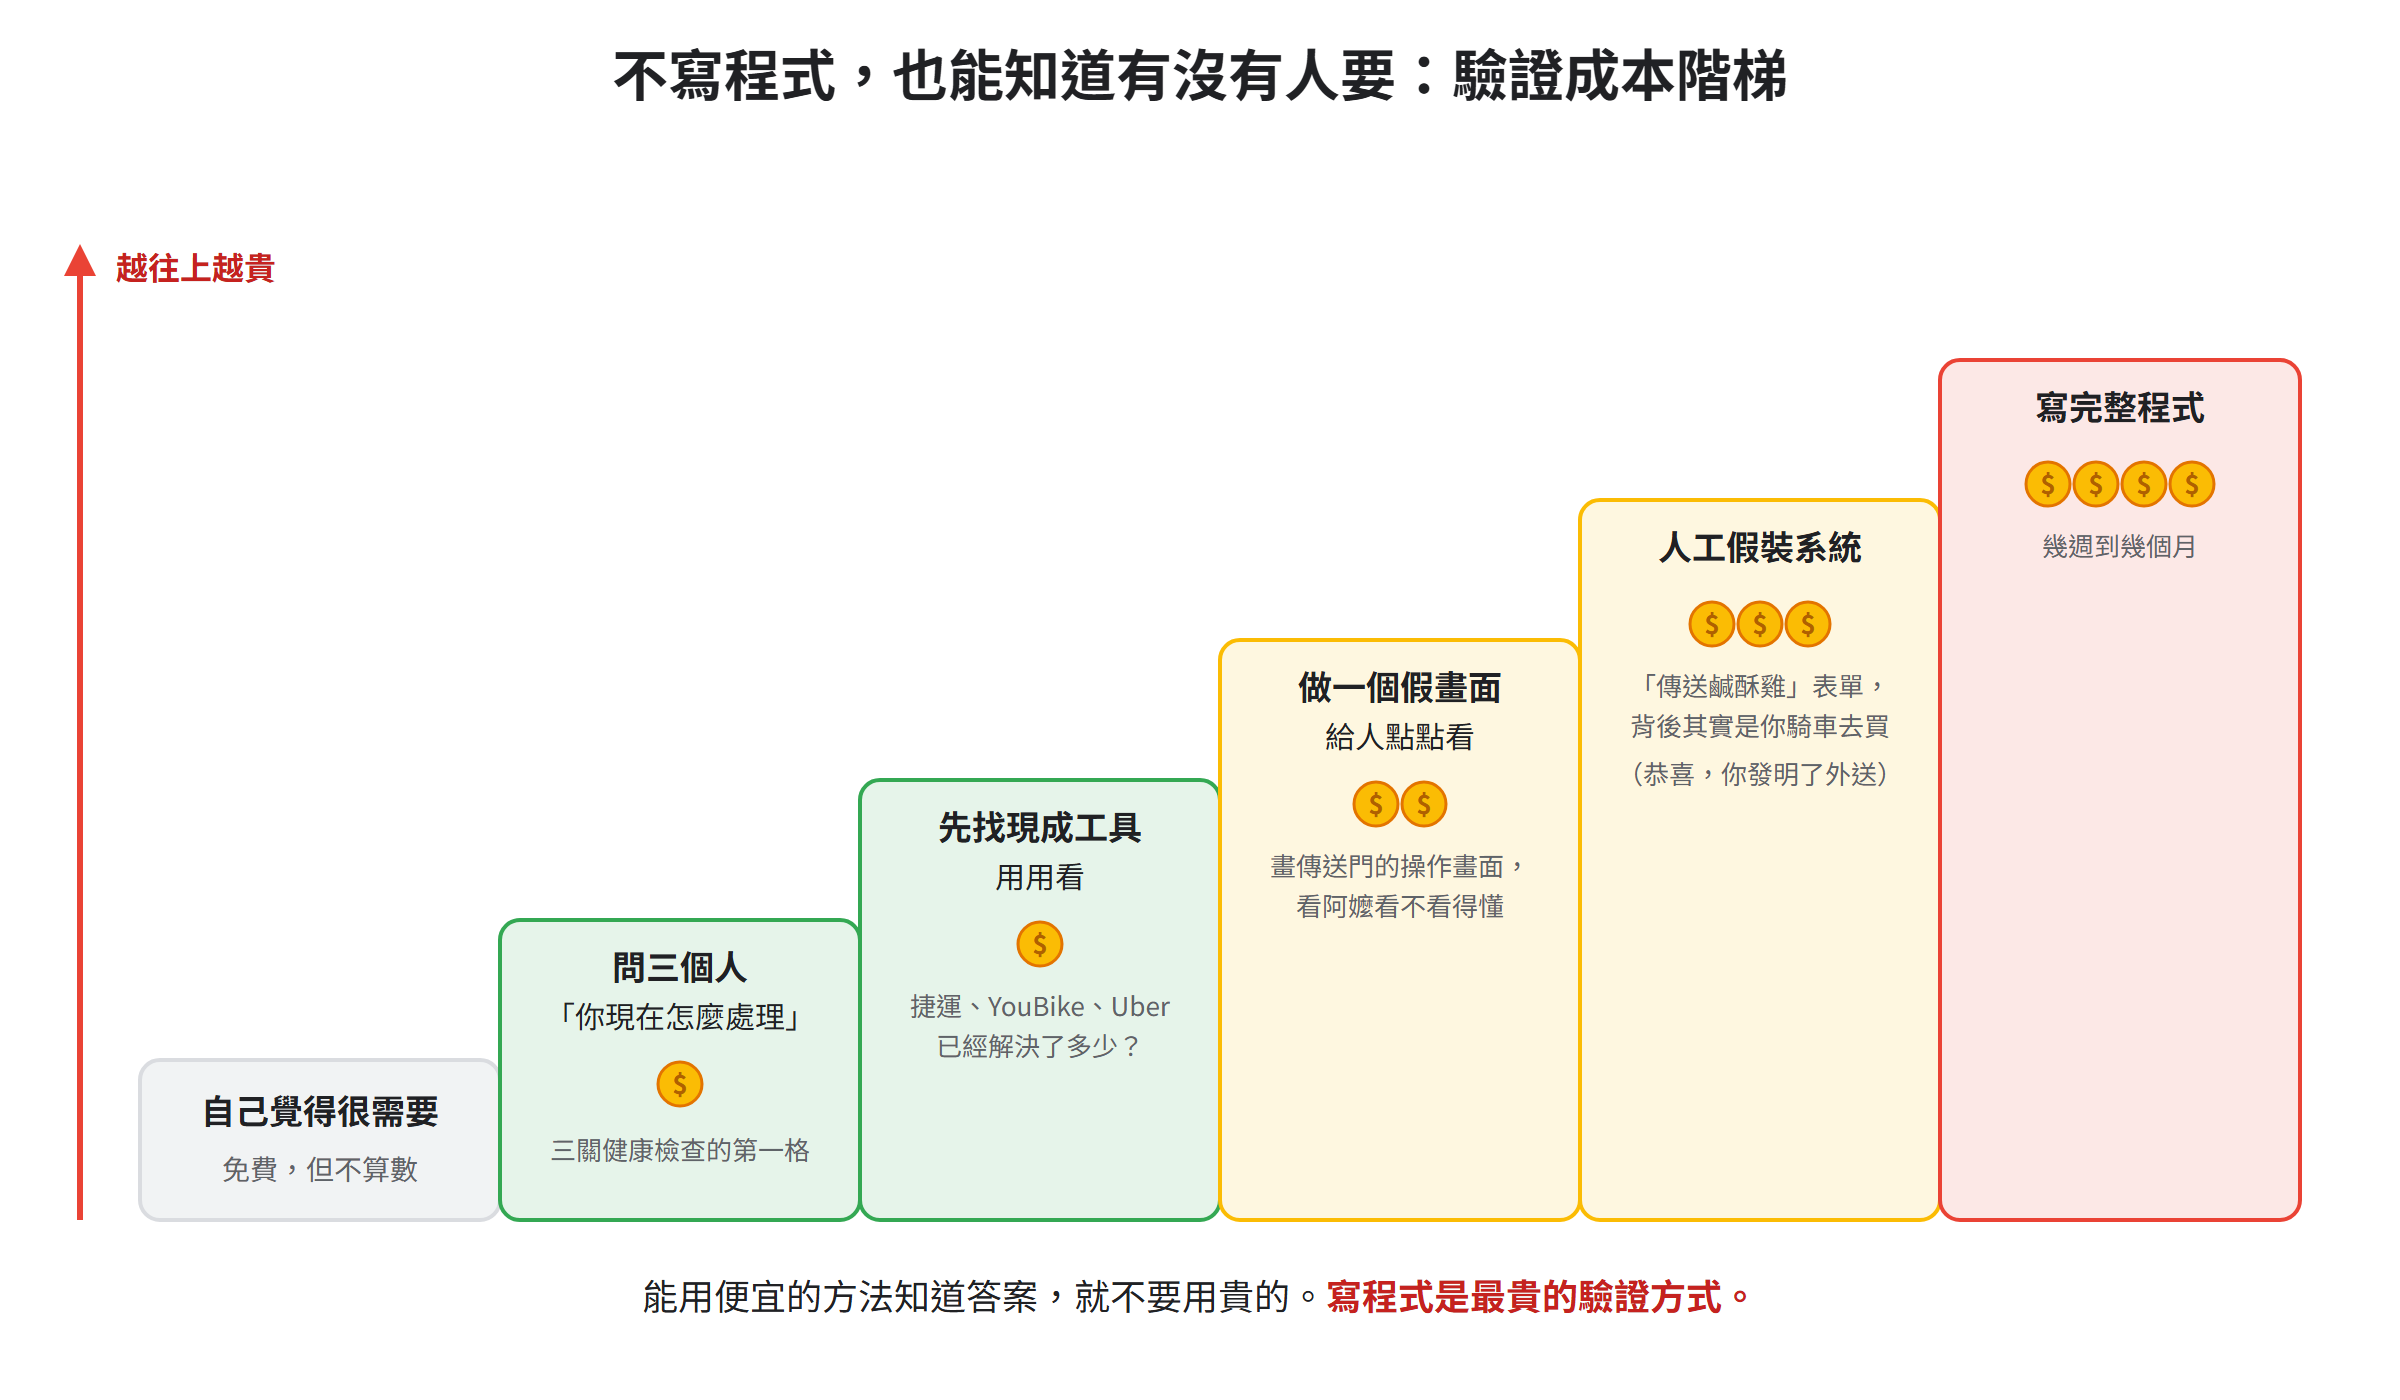 不寫程式，也能知道有沒有人要：驗證成本階梯
越往上越貴
自己覺得很需要
免費，但不算數
問三個人
「你現在怎麼處理」
$
三關健康檢查的第一格
先找現成工具
用用看
$
捷運、YouBike、Uber
已經解決了多少？
做一個假畫面
給人點點看
$ $
畫傳送門的操作畫面，
看阿嬤看不看得懂
人工假裝系統
$ $ $
「傳送鹹酥雞」表單，
背後其實是你騎車去買
（恭喜，你發明了外送）
寫完整程式
$ $ $ $
幾週到幾個月
能用便宜的方法知道答案，就不要用貴的。寫程式是最貴的驗證方式。